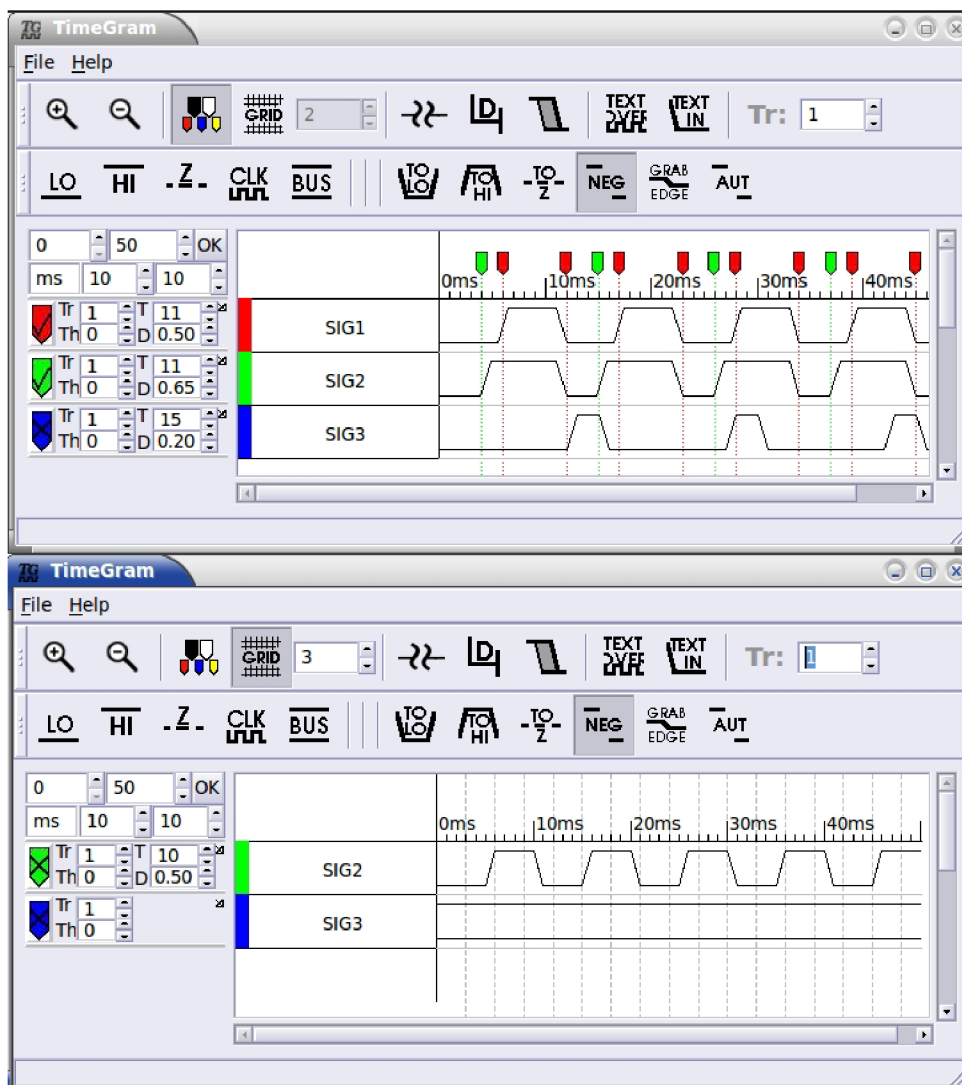 TG TimeGram
File Help
GRID 2 D TEXT OVER TEXT IN Tr: 1
LO HI -Z- CLK BUS TO LO TO HI -TO- Z NEG GRAB EDGE AUT
0 50 OK
ms 10 10
0ms 10ms 20ms 30ms 40ms
Tr 1 T 11
Th 0 D 0.50
SIG1
Tr 1 T 11
Th 0 D 0.65
SIG2
Tr 1 T 15
Th 0 D 0.20
SIG3
TG TimeGram
File Help
GRID 3 D TEXT OVER TEXT IN Tr: 1
LO HI -Z- CLK BUS TO LO TO HI -TO- Z NEG GRAB EDGE AUT
0 50 OK
ms 10 10
0ms 10ms 20ms 30ms 40ms
Tr 1 T 10
Th 0 D 0.50
SIG2
Tr 1
Th 0
SIG3